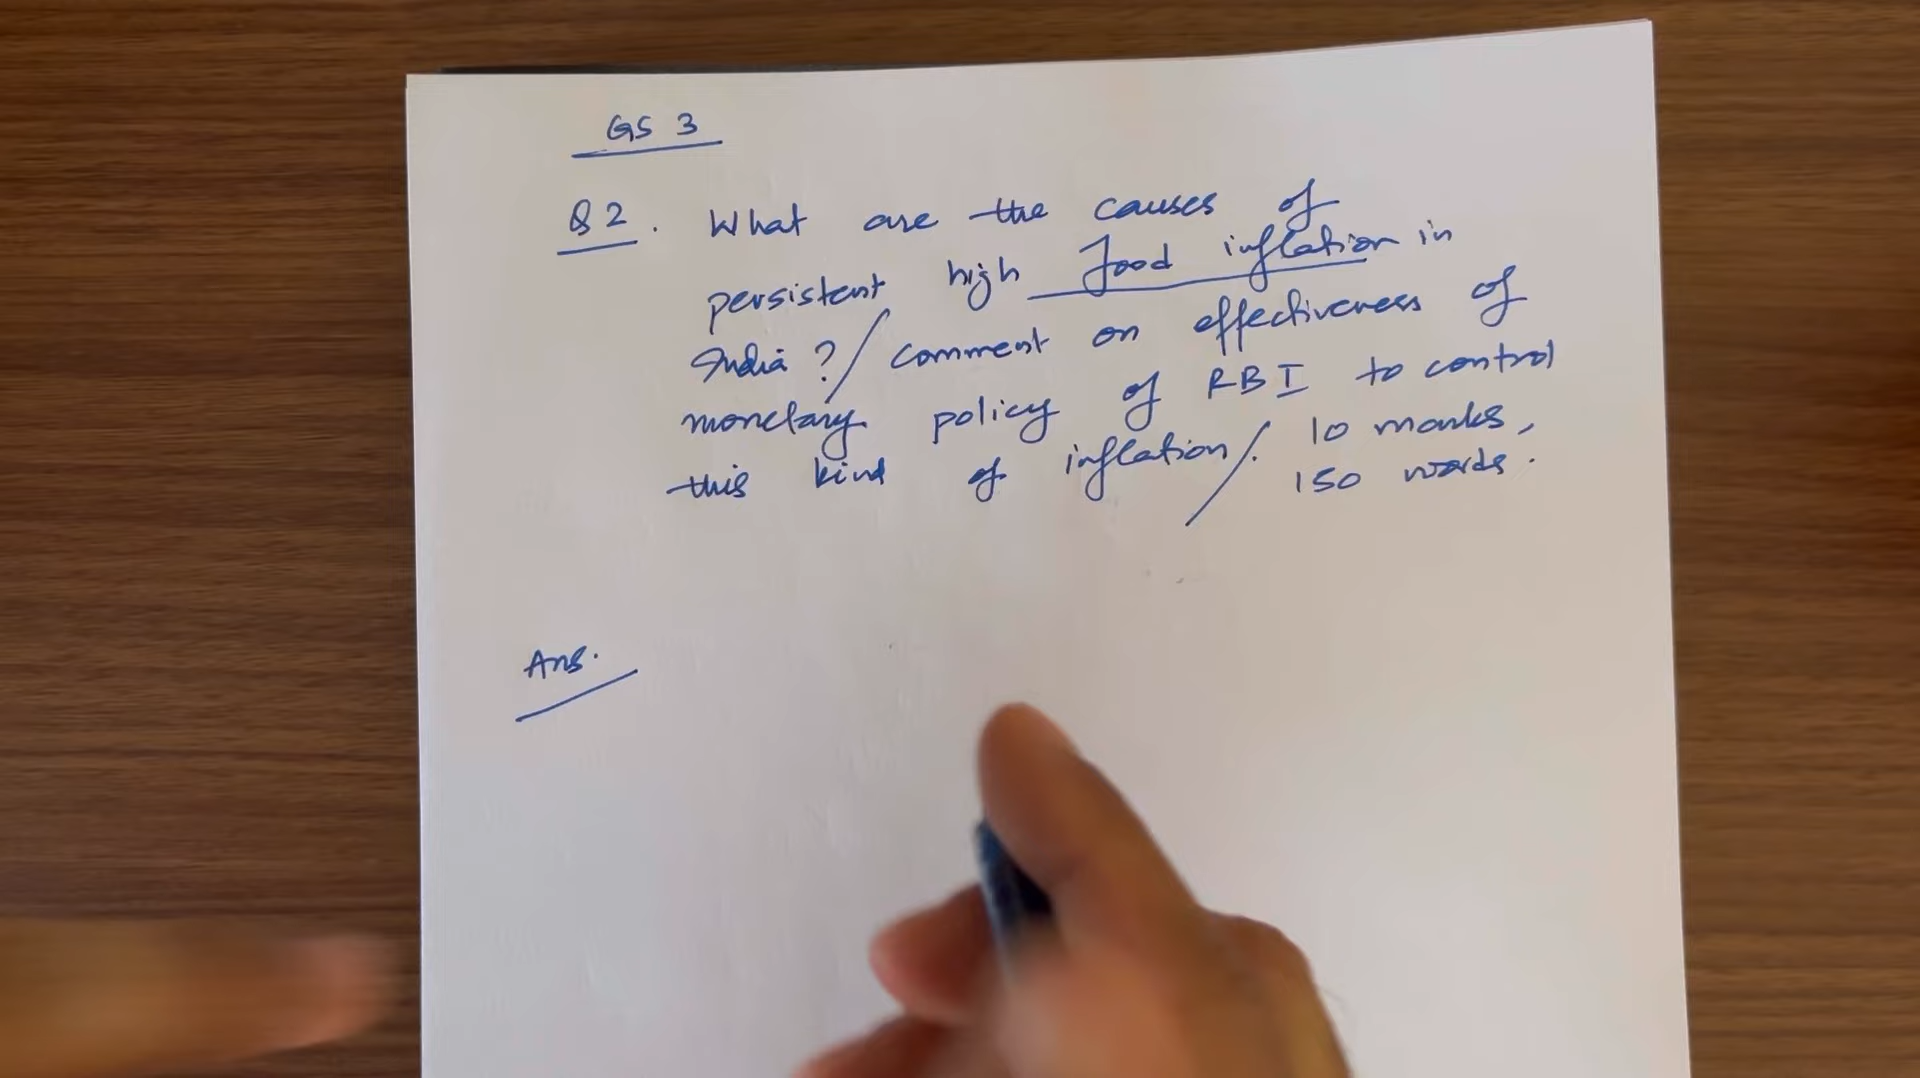 GS 3
Q2. What are the causes of
persistent high food inflation in
India? / comment on effectiveness of
monetary policy of RBI to control
this kind of inflation /. 10 marks,
150 words.
Ans.